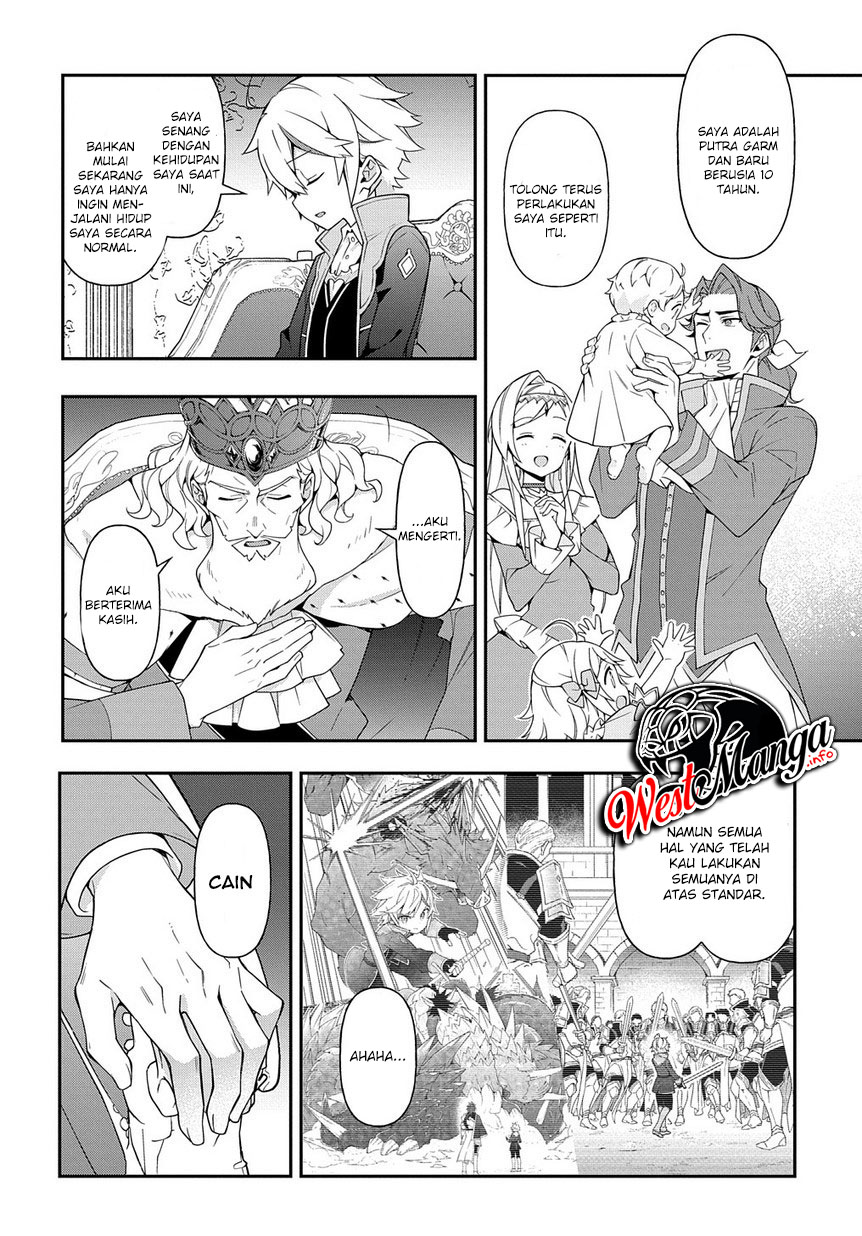 SAYA ADALAH
PUTRA GARM
DAN BARU
BERUSIA 10
TAHUN.
TOLONG TERUS
PERLAKUKAN
SAYA SEPERTI
ITU.
SAYA
SENANG
DENGAN
KEHIDUPAN
SAYA SAAT
INI,
BAHKAN
MULAI
SEKARANG
SAYA HANYA
INGIN MEN-
JALANI HIDUP
SAYA SECARA
NORMAL.
...AKU
MENGERTI.
AKU
BERTERIMA
KASIH.
WestManga
.info
NAMUN SEMUA
HAL YANG TELAH
KAU LAKUKAN
SEMUANYA DI
ATAS STANDAR.
AHAHA...
CAIN